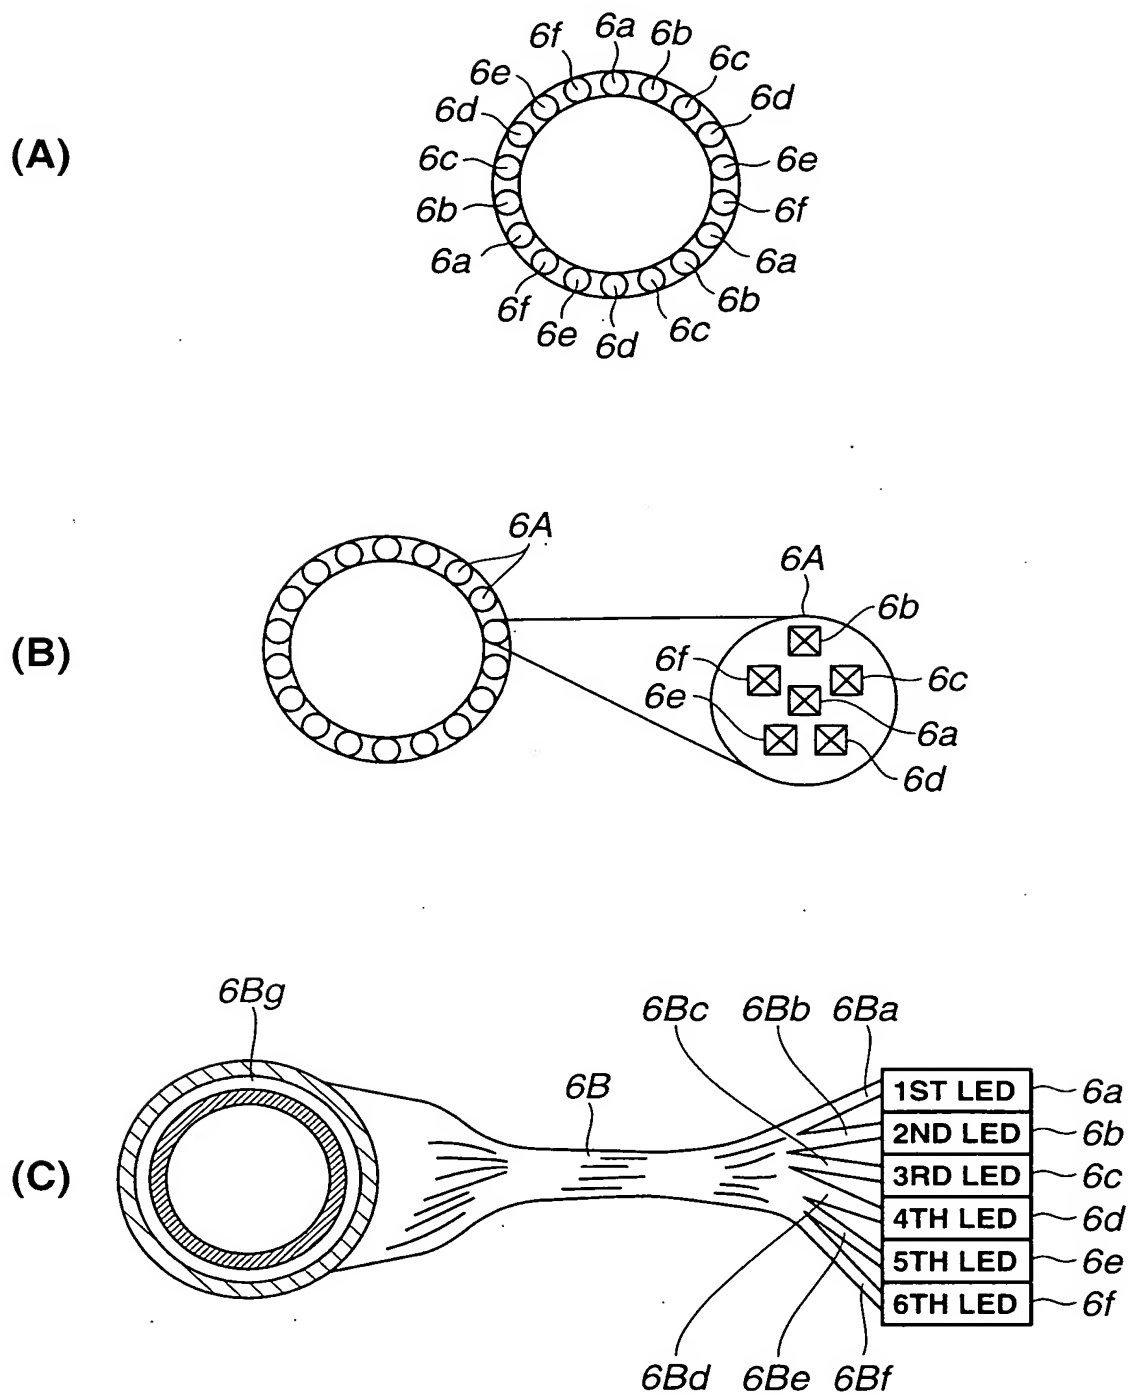 6a
6f 6b
6e 6c
6d 6d
(A)
6c 6e
6b 6f
6a 6a
6f 6b
6e 6c
6d
6A
6A
6b
(B)
6f 6c
6e
6a
6d
6Bg
6Bc 6Bb 6Ba
6B
1ST LED 6a
2ND LED 6b
(C)
3RD LED 6c
4TH LED 6d
5TH LED 6e
6TH LED 6f
6Bd 6Be 6Bf